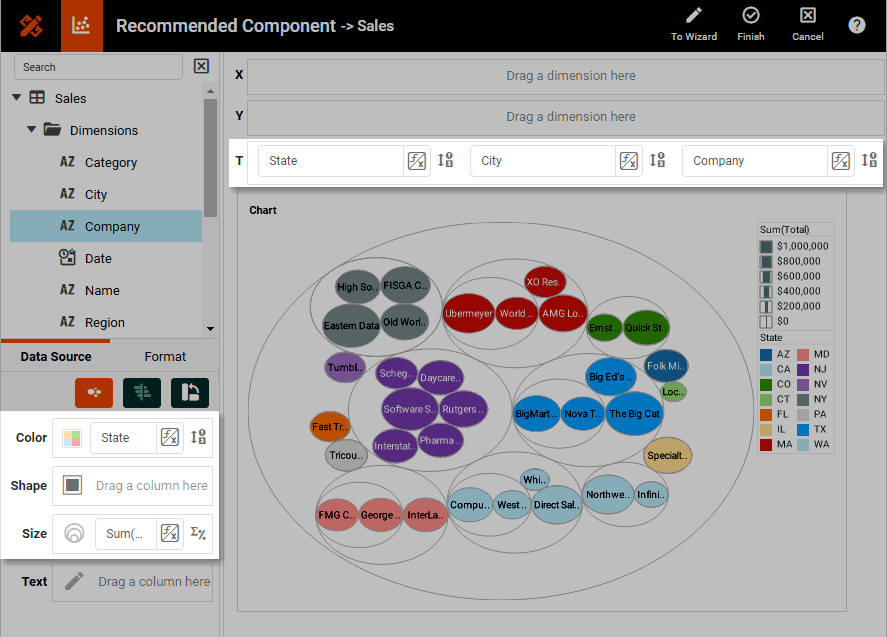 Recommended Component -> Sales
To Wizard
Finish
Cancel
?
Search
Sales
Dimensions
AZ Category
AZ City
AZ Company
Date
AZ Name
AZ Region
Data Source
Format
Color
State
Shape
Drag a column here
Size
Sum(...
Text
Drag a column here
X
Drag a dimension here
Y
Drag a dimension here
T
State
City
Company
Chart
High So..
FISGA C..
Eastern Data
Old Worl..
XO Res..
Ubermeyer
World ..
AMG Lo..
Ernst ..
Quick St..
Tumbl..
Scheg..
Daycare..
Software S..
Rutgers ..
Interstat..
Pharma ..
Big Ed's ..
Folk Mi..
Loc..
BigMart ..
Nova T..
The Big Cat
Fast Tr..
Tricou..
Specialt..
FMG C..
George ..
InterLa..
Compu..
Whi..
West ..
Direct Sal..
Northwe..
Infini..
Sum(Total)
$1,000,000
$800,000
$600,000
$400,000
$200,000
$0
State
AZ MD
CA NJ
CO NV
CT NY
FL PA
IL TX
MA WA